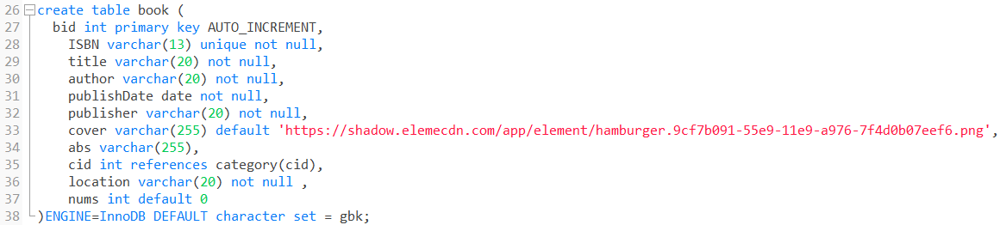 26 create table book (
27 bid int primary key AUTO_INCREMENT,
28 ISBN varchar(13) unique not null,
29 title varchar(20) not null,
30 author varchar(20) not null,
31 publishDate date not null,
32 publisher varchar(20) not null,
33 cover varchar(255) default 'https://shadow.elemecdn.com/app/element/hamburger.9cf7b091-55e9-11e9-a976-7f4d0b07eef6.png',
34 abs varchar(255),
35 cid int references category(cid),
36 location varchar(20) not null ,
37 nums int default 0
38 )ENGINE=InnoDB DEFAULT character set = gbk;